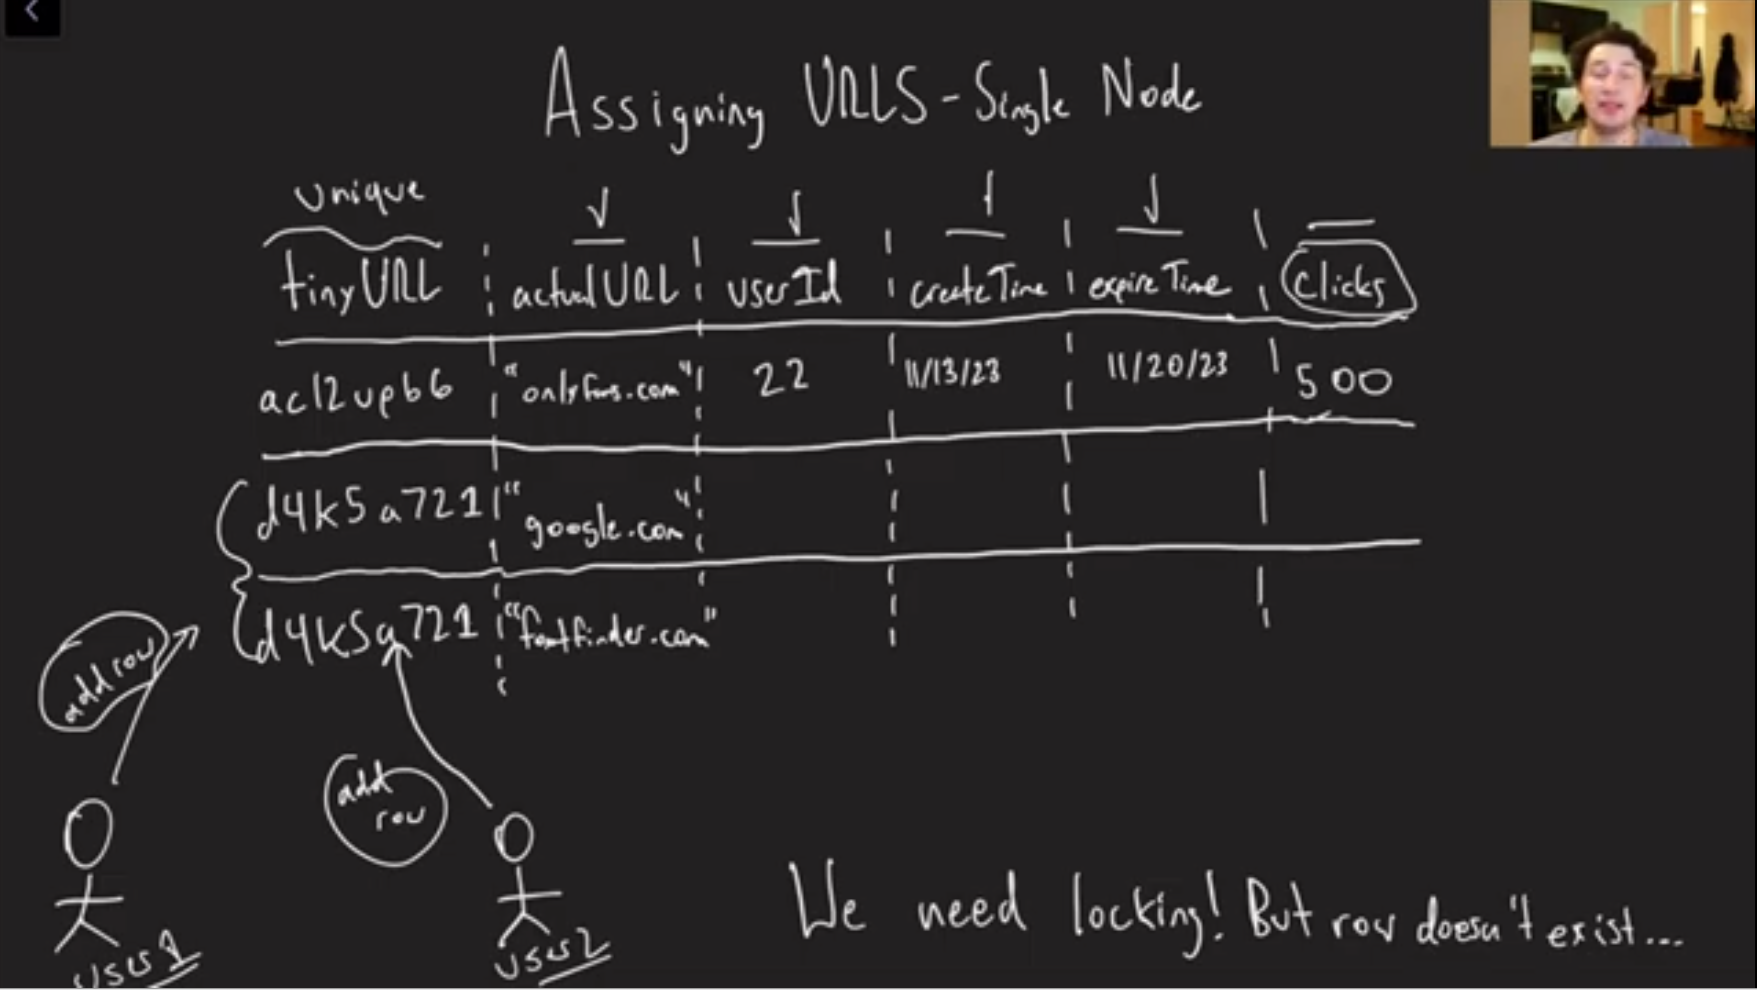 Assigning URLS - Single Node
unique
tinyURL actualURL userId createTime expireTime clicks
acl2upb6 "onlyfans.com" 22 11/13/23 11/20/23 500
d4k5a721 "google.com"
d4k5a721 "footfinder.com"
add row
add
row
user 1
user 2
We need locking! But row doesn't exist...